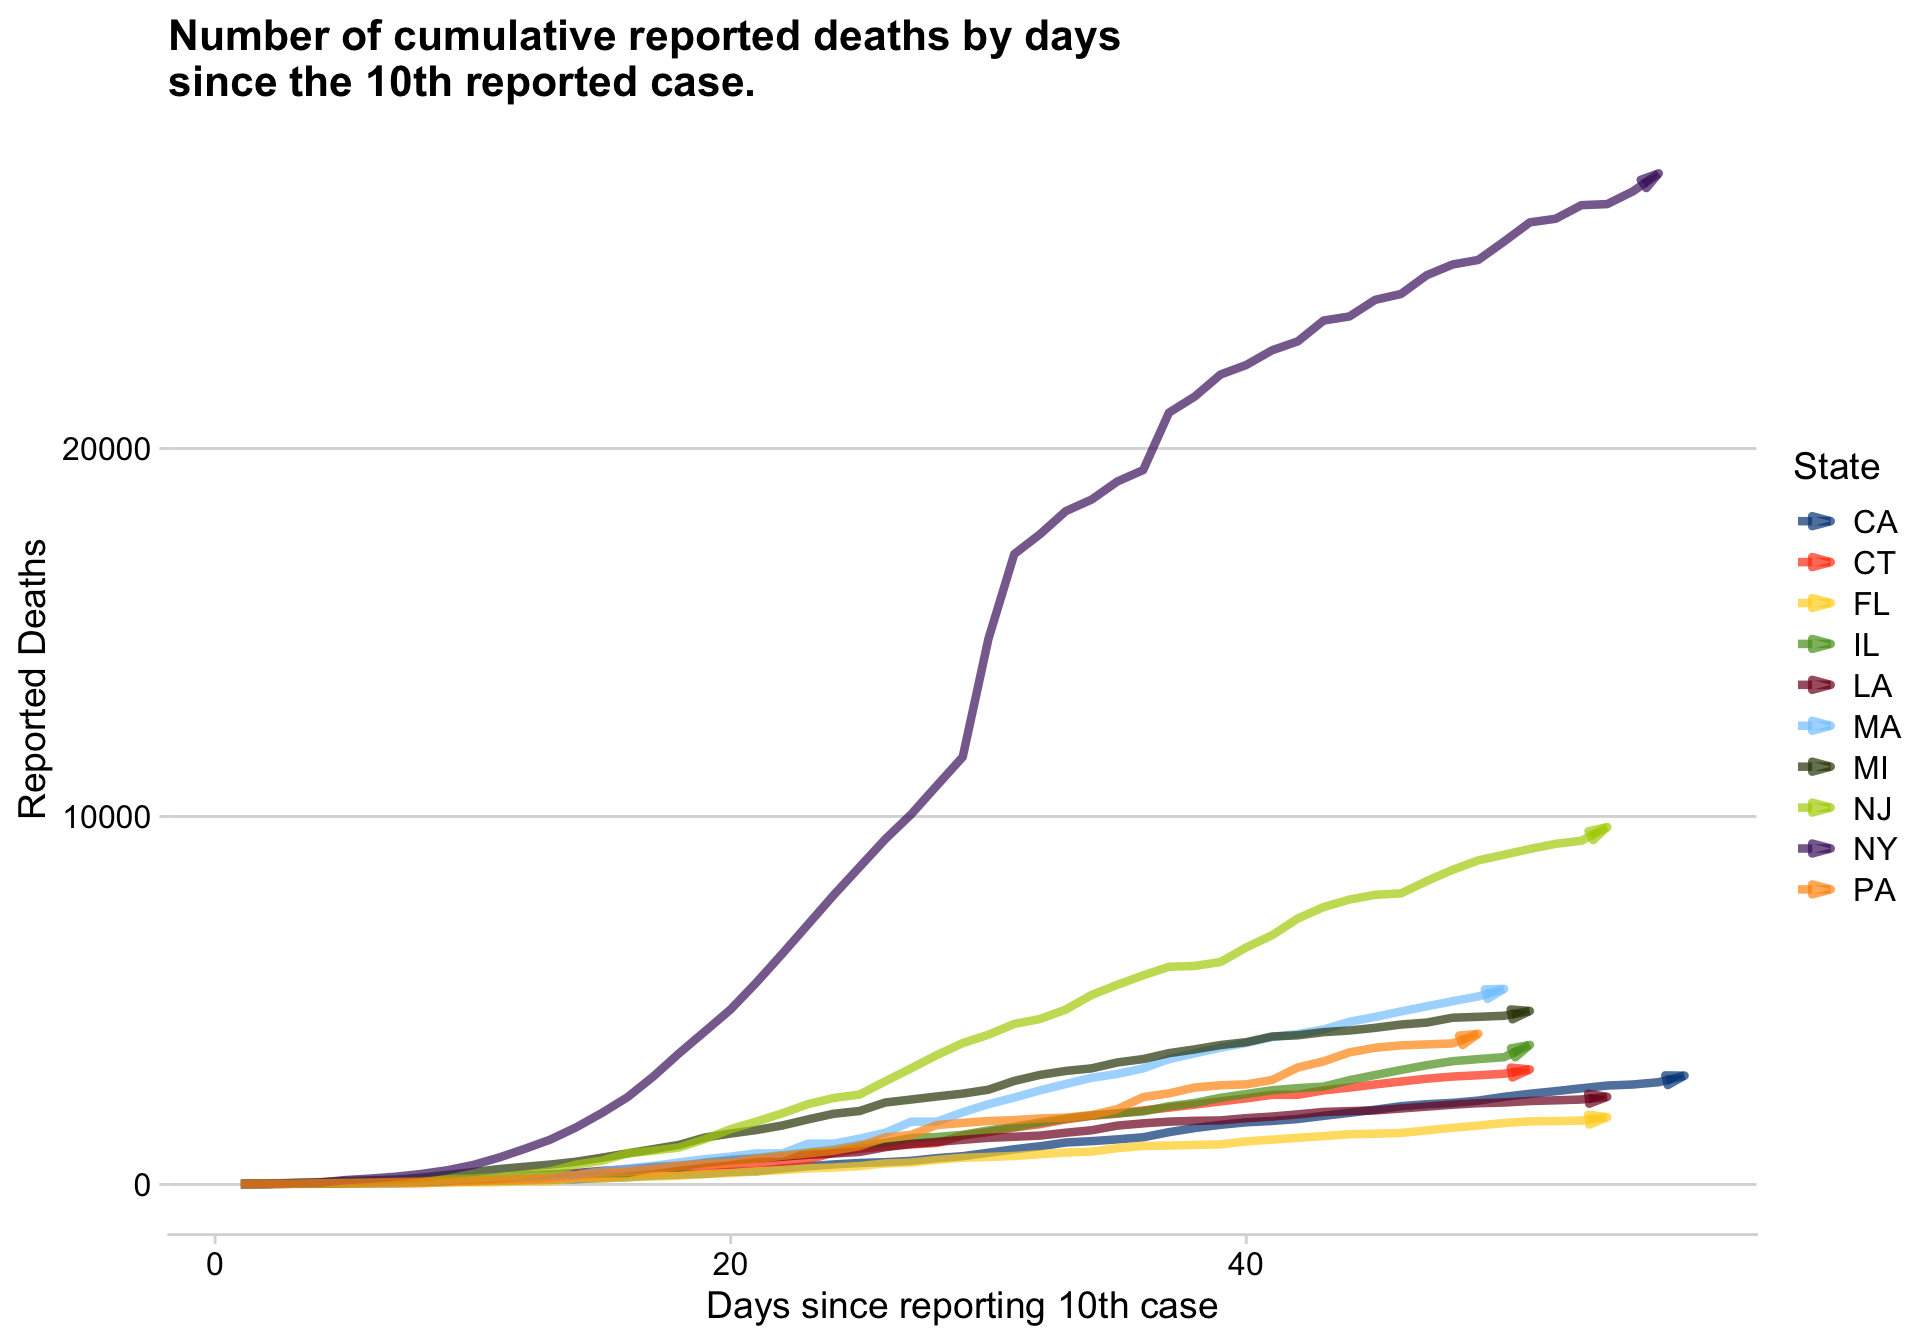 Number of cumulative reported deaths by days
since the 10th reported case.
20000
10000
0
Reported Deaths
0
20
40
Days since reporting 10th case
State
CA
CT
FL
IL
LA
MA
MI
NJ
NY
PA